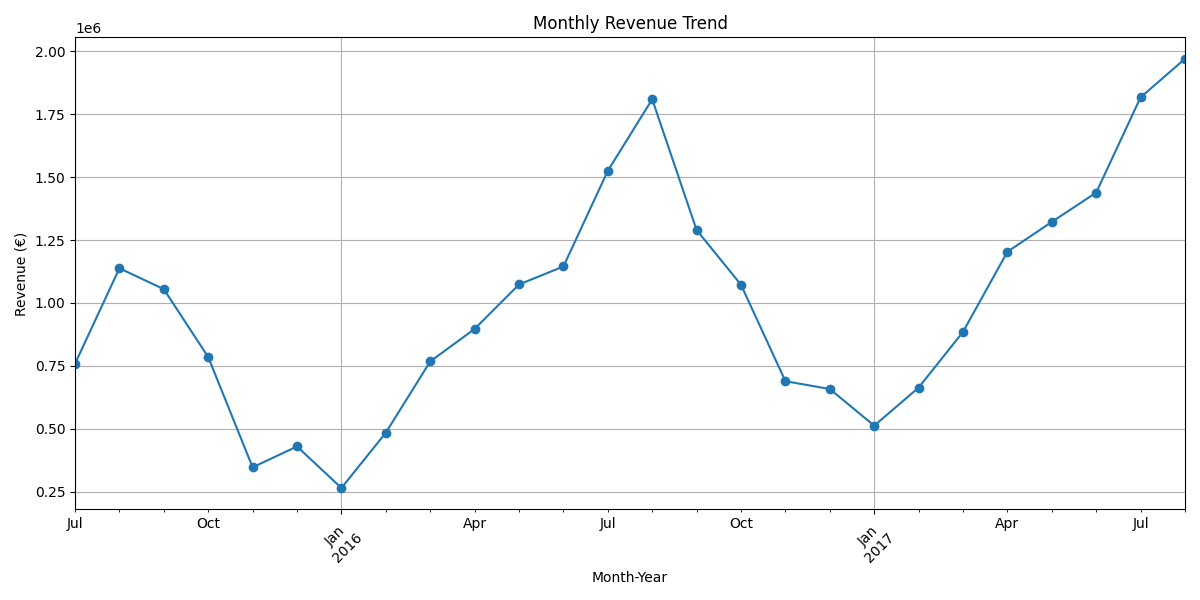 Monthly Revenue Trend
1e6
2.00
1.75
1.50
1.25
1.00
0.75
0.50
0.25
Revenue (€)
Jul
Oct
Jan
2016
Apr
Jul
Oct
Jan
2017
Apr
Jul
Month-Year